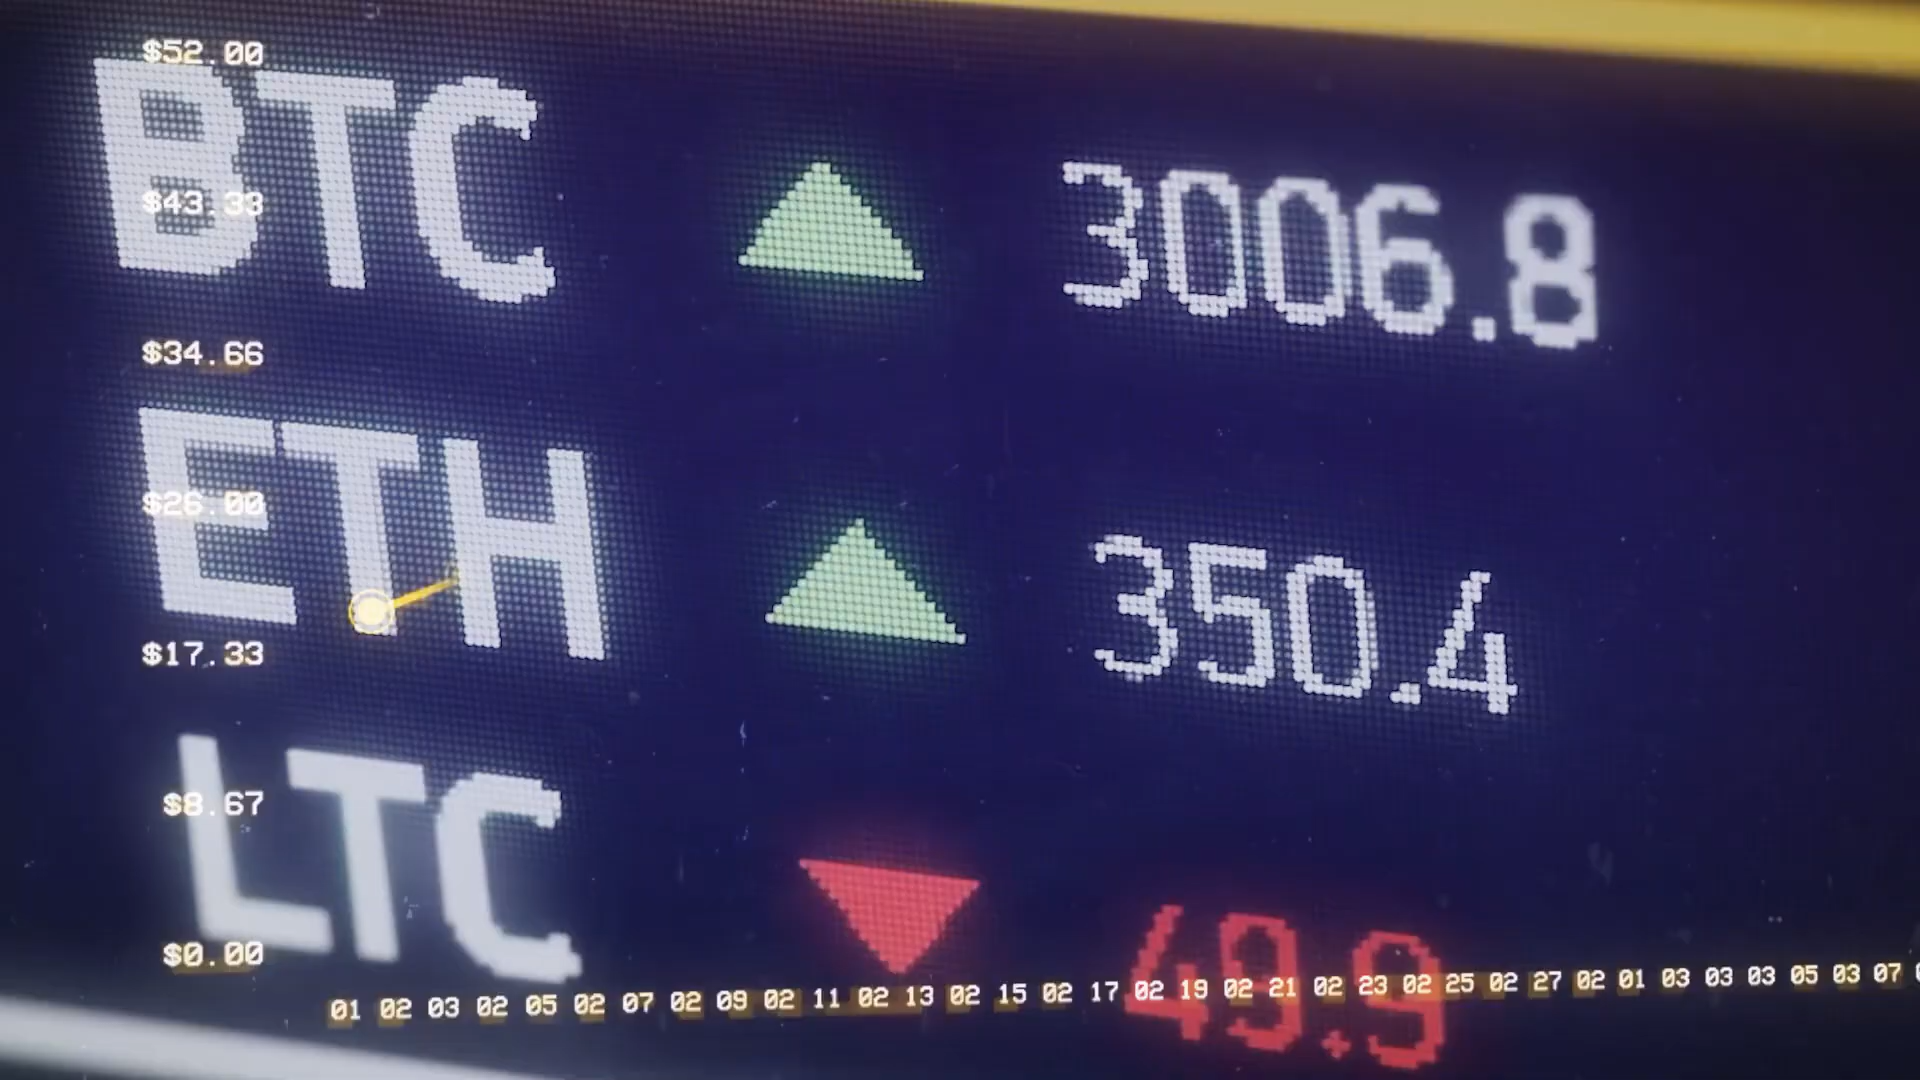 $52.00
BTC 3006.8
$43.33
$34.66
ETH 350.4
$26.00
$17.33
LTC 49.9
$8.67
$0.00
01 02 03 02 05 02 07 02 09 02 11 02 13 02 15 02 17 02 19 02 21 02 23 02 25 02 27 02 01 03 03 03 05 03 07